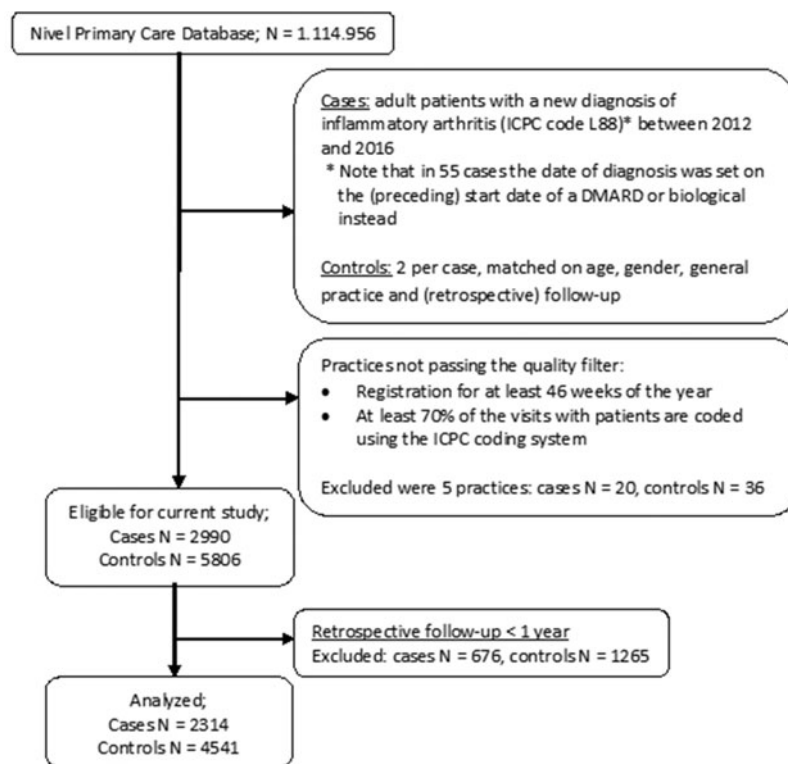 Nivel Primary Care Database; N = 1.114.956
Cases: adult patients with a new diagnosis of
inflammatory arthritis (ICPC code L88)* between 2012
and 2016
* Note that in 55 cases the date of diagnosis was set on
the (preceding) start date of a DMARD or biological
instead
Controls: 2 per case, matched on age, gender, general
practice and (retrospective) follow-up
Practices not passing the quality filter:
• Registration for at least 46 weeks of the year
• At least 70% of the visits with patients are coded
using the ICPC coding system
Excluded were 5 practices: cases N = 20, controls N = 36
Eligible for current study;
Cases N = 2990
Controls N = 5806
Retrospective follow-up < 1 year
Excluded: cases N = 676, controls N = 1265
Analyzed;
Cases N = 2314
Controls N = 4541